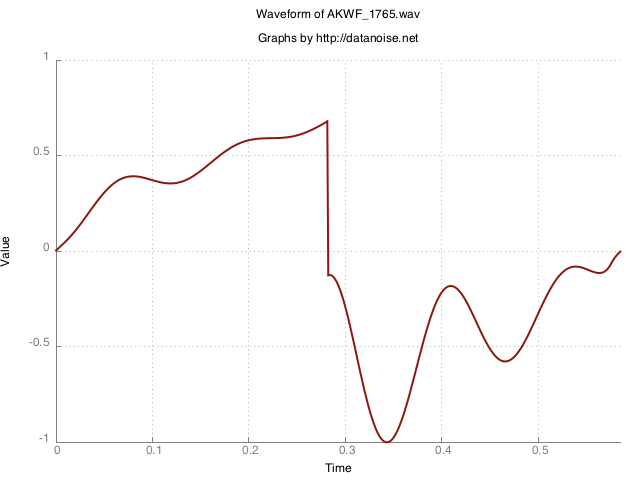 Waveform of AKWF_1765.wav
Graphs by http://datanoise.net
1
0.5
0
-0.5
-1
Value
0 0.1 0.2 0.3 0.4 0.5
Time